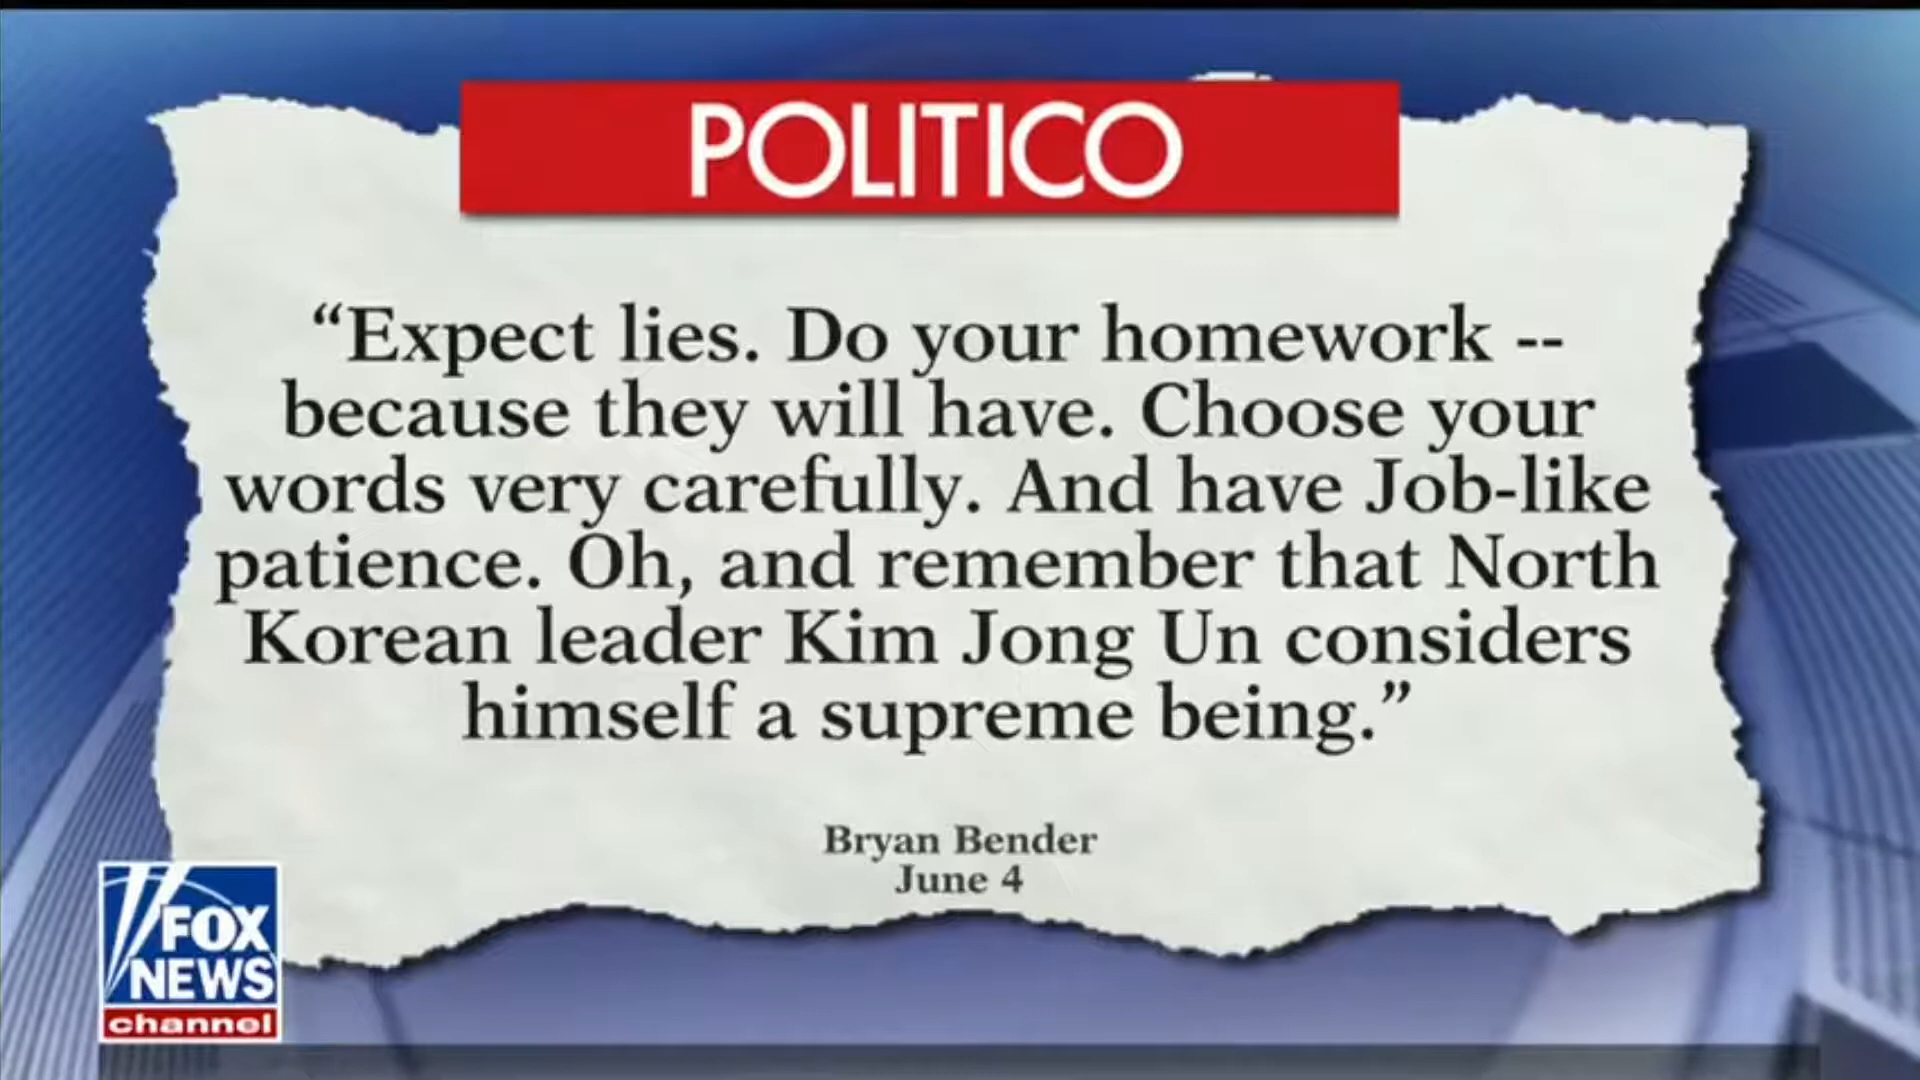 POLITICO
“Expect lies. Do your homework --
because they will have. Choose your
words very carefully. And have Job-like
patience. Oh, and remember that North
Korean leader Kim Jong Un considers
himself a supreme being.”
Bryan Bender
June 4
FOX
NEWS
channel